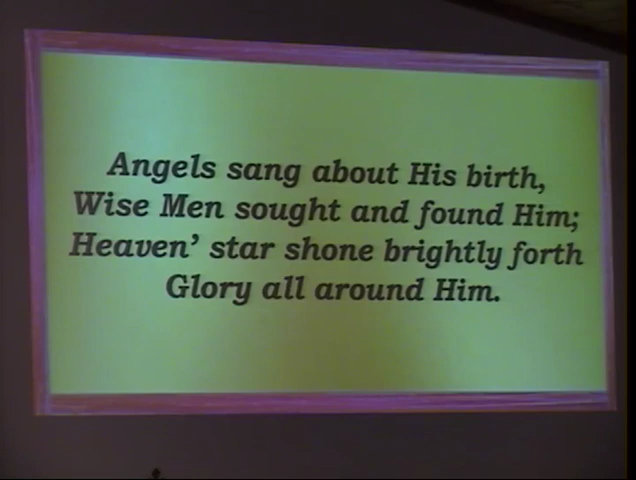 Angels sang about His birth,
Wise Men sought and found Him;
Heaven' star shone brightly forth
Glory all around Him.